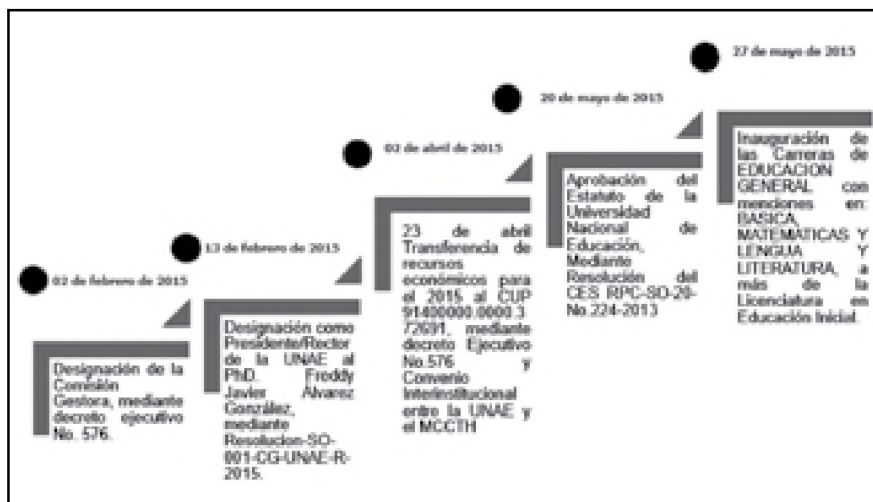 02 de febrero de 2015
Designación de la
Comisión
Gestora, mediante
decreto ejecutivo
No. 576.
13 de febrero de 2015
Designación como
Presidente/Rector
de la UNAE al
PhD. Freddy
Javier Álvarez
González,
mediante
Resolucion-SO-
001-CG-UNAE-R-
2015.
02 de abril de 2015
23 de abril
Transferencia de
recursos
económicos para
el 2015 al CUP
91400000.0000.3
72691, mediante
decreto Ejecutivo
No.576 y
Convenio
Interinstitucional
entre la UNAE y
el MCCTH
20 de mayo de 2015
Aprobación del
Estatuto de la
Universidad
Nacional de
Educación,
Mediante
Resolución del
CES RPC-SO-20-
No.224-2013
27 de mayo de 2015
Inauguración de
las Carreras de
EDUCACION
GENERAL con
menciones en:
BASICA,
MATEMÁTICAS Y
LENGUA Y
LITERATURA, a
más de la
Licenciatura en
Educación Inicial.